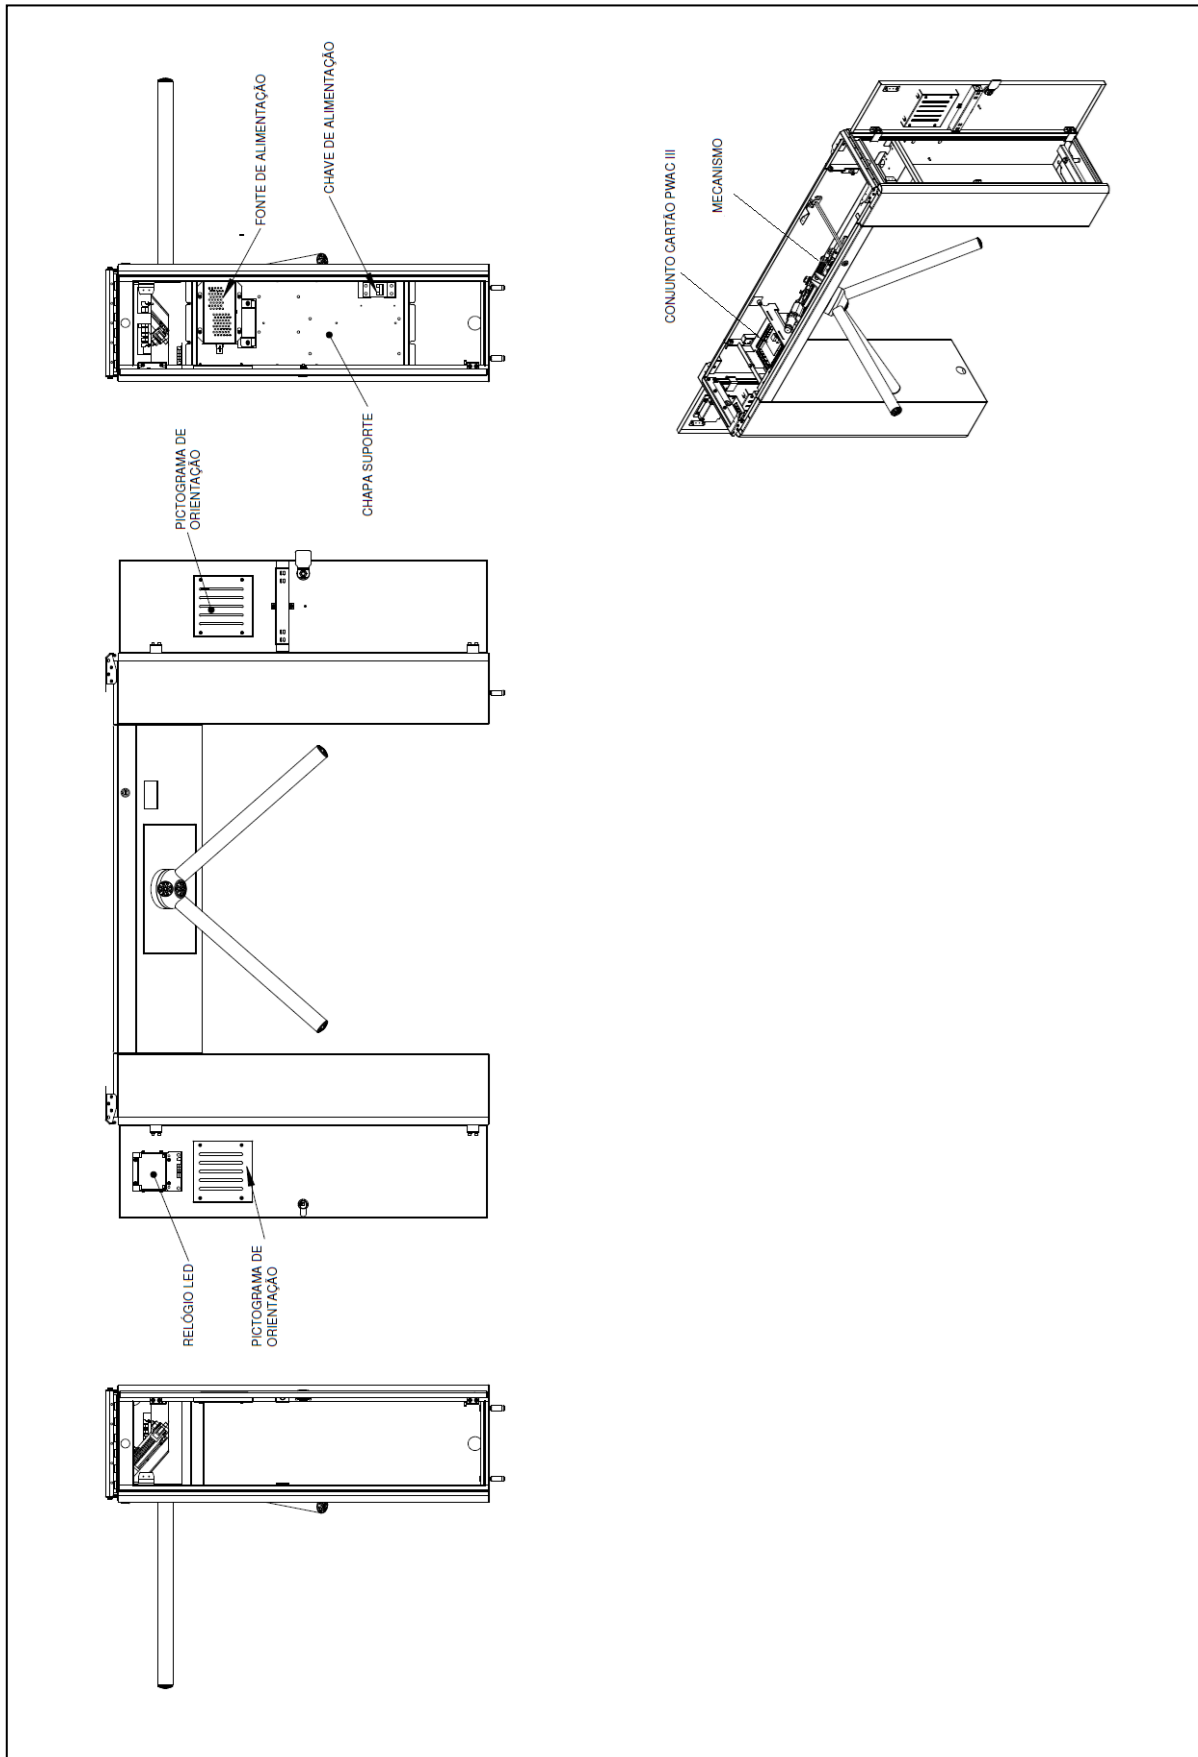 RELÓGIO LED
PICTOGRAMA DE
ORIENTAÇÃO
PICTOGRAMA DE
ORIENTAÇÃO
FONTE DE ALIMENTAÇÃO
CHAVE DE ALIMENTAÇÃO
CHAPA SUPORTE
CONJUNTO CARTÃO PWAC III
MECANISMO